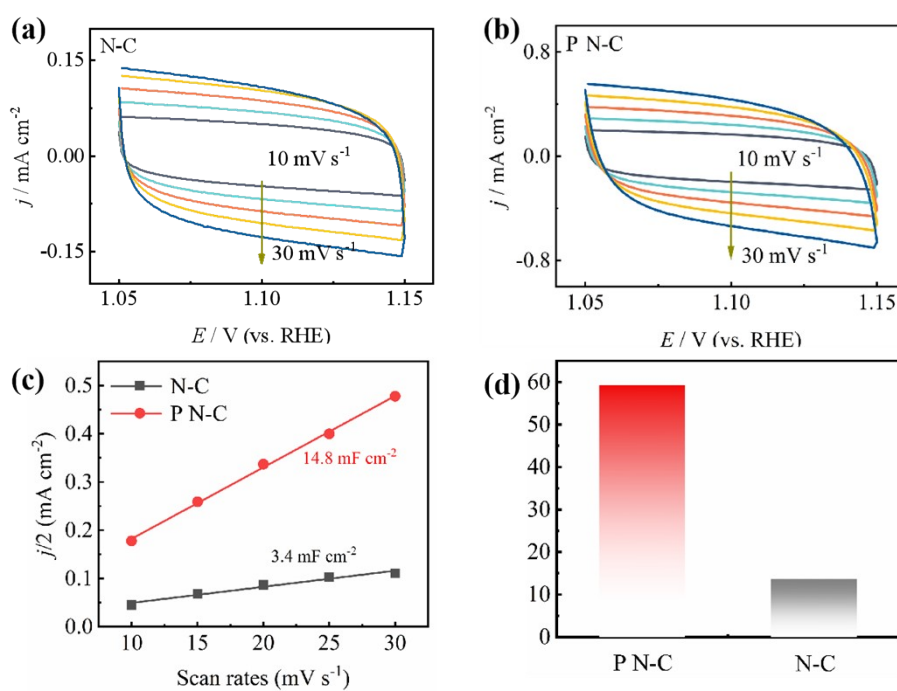 (a)
N-C
0.15
0.00
-0.15
j / mA cm⁻²
10 mV s⁻¹
30 mV s⁻¹
1.05 1.10 1.15
E / V (vs. RHE)
(b)
P N-C
0.8
0.0
-0.8
j / mA cm⁻²
10 mV s⁻¹
30 mV s⁻¹
1.05 1.10 1.15
E / V (vs. RHE)
(c)
N-C
P N-C
0.5
0.4
0.3
0.2
0.1
0.0
j/2 (mA cm⁻²)
14.8 mF cm⁻²
3.4 mF cm⁻²
10 15 20 25 30
Scan rates (mV s⁻¹)
(d)
60
50
40
30
20
10
0
P N-C N-C